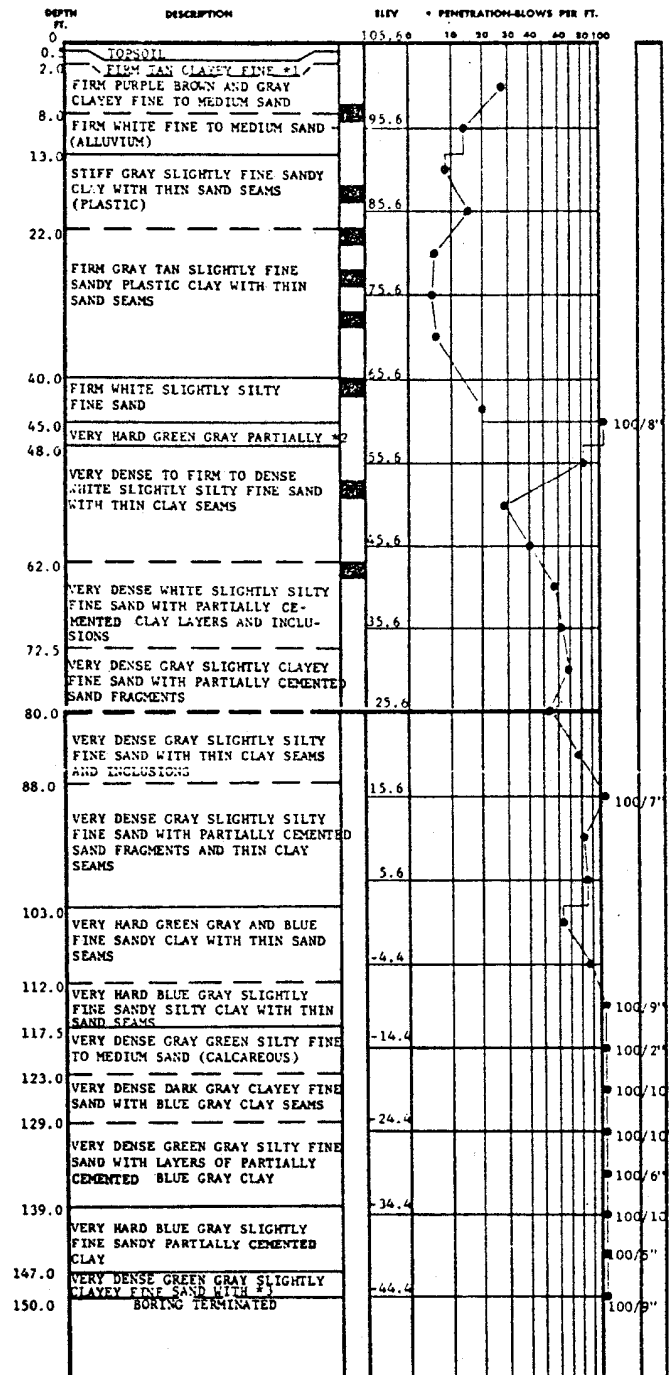 DEPTH FT. DESCRIPTION ELEV • PENETRATION-BLOWS PER FT.
0 105.6 0 10 20 30 40 60 80 100
0.5 TOPSOIL
2.0 FIRM TAN CLAYEY FINE *1
FIRM PURPLE BROWN AND GRAY
CLAYEY FINE TO MEDIUM SAND
8.0 95.6
FIRM WHITE FINE TO MEDIUM SAND
(ALLUVIUM)
13.0
STIFF GRAY SLIGHTLY FINE SANDY
CLAY WITH THIN SAND SEAMS
(PLASTIC)
85.6
22.0
FIRM GRAY TAN SLIGHTLY FINE
SANDY PLASTIC CLAY WITH THIN
SAND SEAMS
75.6
40.0 65.6
FIRM WHITE SLIGHTLY SILTY
FINE SAND
45.0 100/8"
VERY HARD GREEN GRAY PARTIALLY *2
48.0
55.6
VERY DENSE TO FIRM TO DENSE
WHITE SLIGHTLY SILTY FINE SAND
WITH THIN CLAY SEAMS
45.6
62.0
VERY DENSE WHITE SLIGHTLY SILTY
FINE SAND WITH PARTIALLY CE-
MENTED CLAY LAYERS AND INCLU-
SIONS
35.6
72.5
VERY DENSE GRAY SLIGHTLY CLAYEY
FINE SAND WITH PARTIALLY CEMENTED
SAND FRAGMENTS
80.0 25.6
VERY DENSE GRAY SLIGHTLY SILTY
FINE SAND WITH THIN CLAY SEAMS
AND INCLUSIONS
88.0 15.6 100/7"
VERY DENSE GRAY SLIGHTLY SILTY
FINE SAND WITH PARTIALLY CEMENTED
SAND FRAGMENTS AND THIN CLAY
SEAMS
5.6
103.0
VERY HARD GREEN GRAY AND BLUE
FINE SANDY CLAY WITH THIN SAND
SEAMS
-4.4
112.0
VERY HARD BLUE GRAY SLIGHTLY
FINE SANDY SILTY CLAY WITH THIN
SAND SEAMS
100/9"
117.5
VERY DENSE GRAY GREEN SILTY FINE
TO MEDIUM SAND (CALCAREOUS)
-14.4 100/2"
123.0
VERY DENSE DARK GRAY CLAYEY FINE
SAND WITH BLUE GRAY CLAY SEAMS
100/10
129.0 -24.4 100/10
VERY DENSE GREEN GRAY SILTY FINE
SAND WITH LAYERS OF PARTIALLY
CEMENTED BLUE GRAY CLAY
100/6"
139.0 -34.4 100/10
VERY HARD BLUE GRAY SLIGHTLY
FINE SANDY PARTIALLY CEMENTED
CLAY
100/5"
147.0
VERY DENSE GREEN GRAY SLIGHTLY
CLAYEY FINE SAND WITH *3
-44.4 100/9"
150.0 BORING TERMINATED